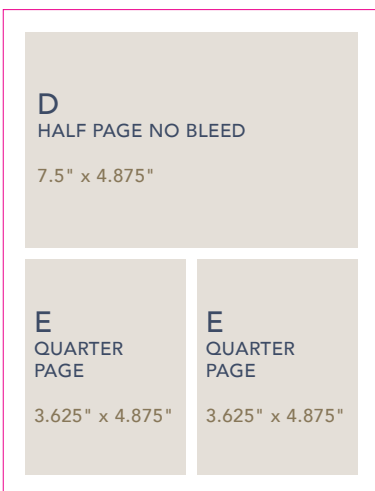 D
HALF PAGE NO BLEED
7.5" x 4.875"
E
QUARTER
PAGE
3.625" x 4.875"
E
QUARTER
PAGE
3.625" x 4.875"